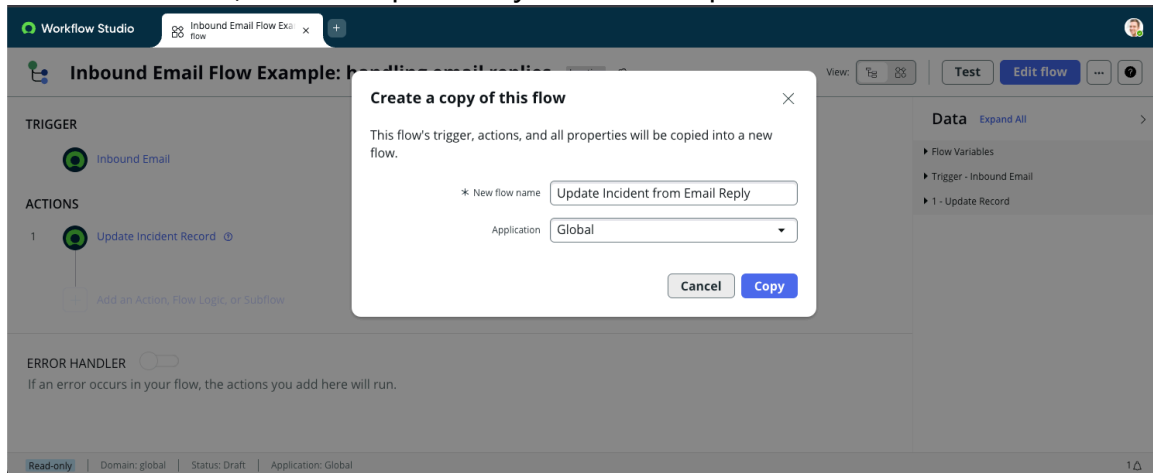 Workflow Studio
Inbound Email Flow Exa
flow
Inbound Email Flow Example:
View:
Test
Edit flow
Create a copy of this flow
This flow's trigger, actions, and all properties will be copied into a new
flow.
* New flow name
Update Incident from Email Reply
Application
Global
Cancel
Copy
TRIGGER
Inbound Email
ACTIONS
1
Update Incident Record
Add an Action, Flow Logic, or Subflow
ERROR HANDLER
If an error occurs in your flow, the actions you add here will run.
Data
Expand All
Flow Variables
Trigger - Inbound Email
1 - Update Record
Read-only
Domain: global
Status: Draft
Application: Global
1